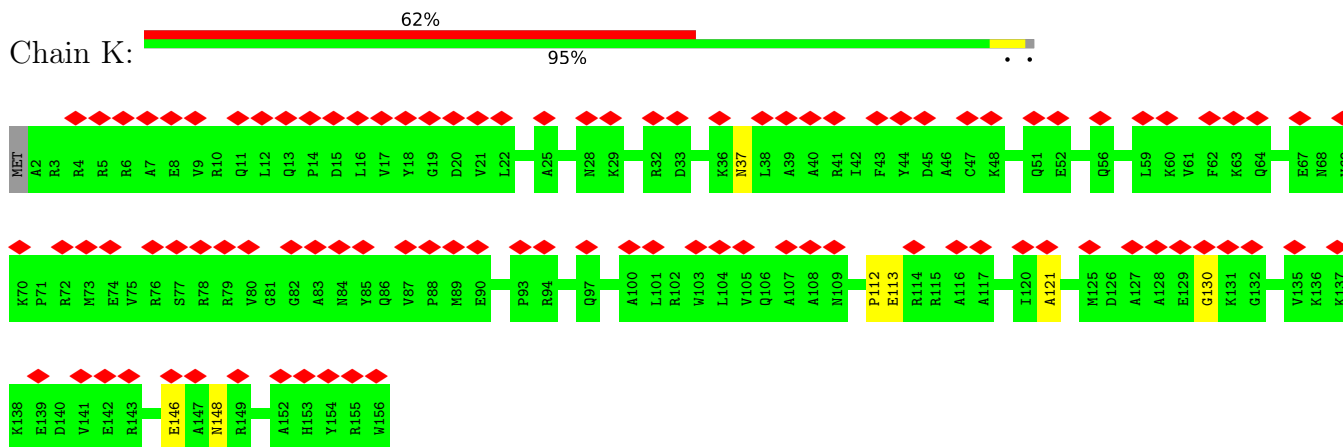 62%
Chain K:
95%
. .
MET A2 R3 R4 R5 R6 A7 E8 V9 R10 Q11 L12 Q13 P14 D15 L16 V17 Y18 G19 D20 V21 L22 A25 N28 K29 R32 D33 K36 N37 L38 A39 A40 R41 I42 F43 Y44 D45 A46 C47 K48 Q51 E52 Q56 L59 K60 V61 F62 K63 Q64 E67 N68
K70 P71 R72 M73 E74 V75 R76 S77 R78 R79 V80 G81 G82 A83 N84 Y85 Q86 V87 P88 M89 E90 P93 R94 Q97 A100 L101 R102 W103 L104 V105 Q106 A107 A108 N109 P112 E113 R114 R115 A116 A117 I120 A121 M125 D126 A127 A128 E129 G130 K131 G132 V135 K136 K137
K138 E139 D140 V141 E142 R143 E146 A147 N148 R149 A152 H153 Y154 R155 W156